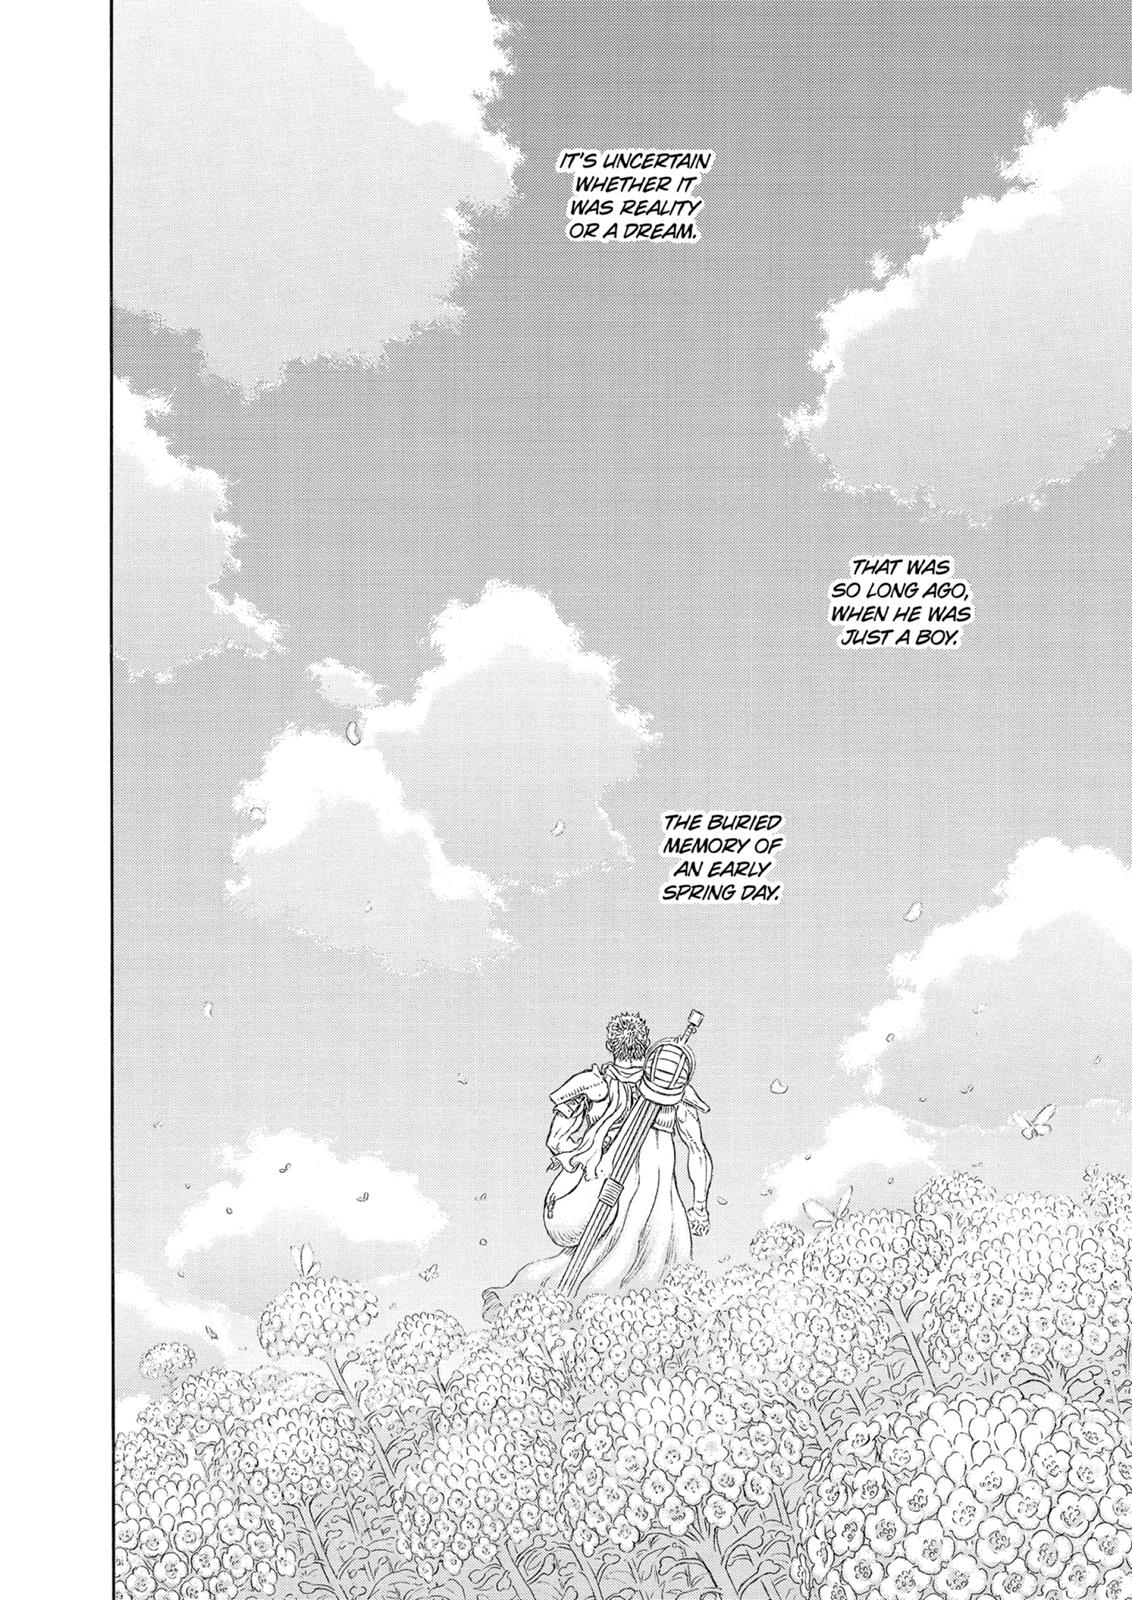 IT'S UNCERTAIN
WHETHER IT
WAS REALITY
OR A DREAM.
THAT WAS
SO LONG AGO,
WHEN HE WAS
JUST A BOY.
THE BURIED
MEMORY OF
AN EARLY
SPRING DAY.